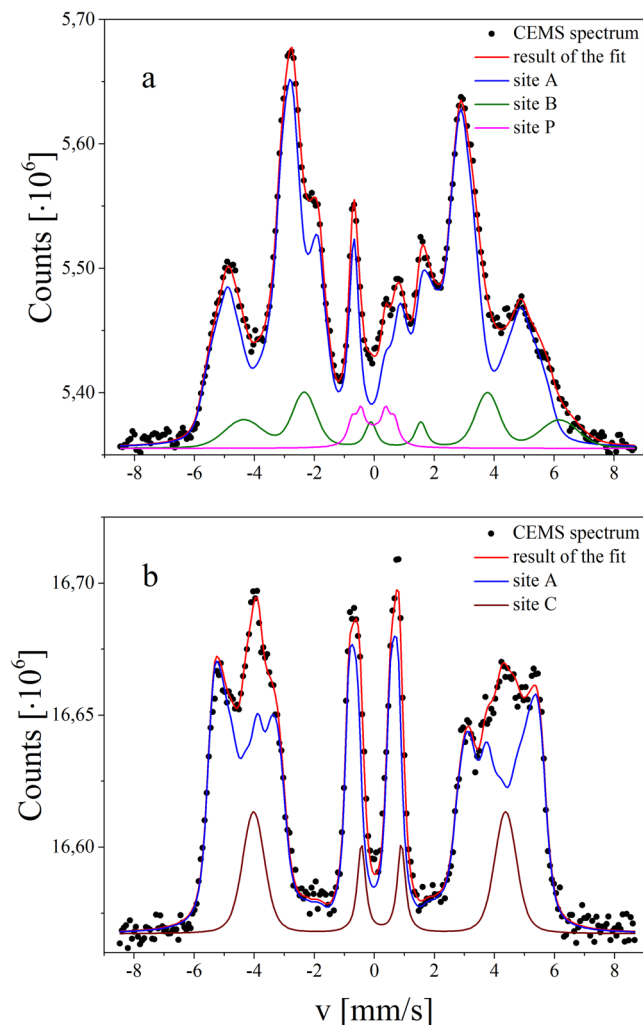 5,70
a
CEMS spectrum
result of the fit
site A
site B
site P
5,60
Counts [·10⁶]
5,50
5,40
-8 -6 -4 -2 0 2 4 6 8
16,70
b
CEMS spectrum
result of the fit
site A
site C
16,65
Counts [·10⁶]
16,60
-8 -6 -4 -2 0 2 4 6 8
v [mm/s]